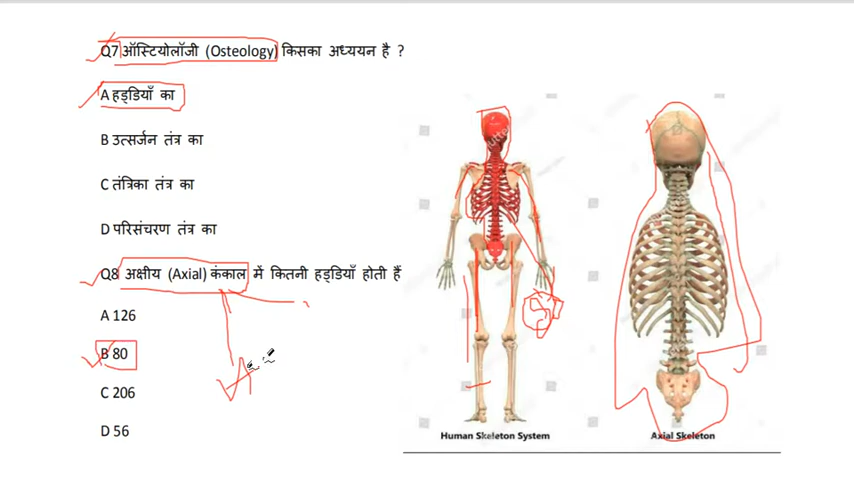 Q7 ऑस्टियोलॉजी (Osteology) किसका अध्ययन है ?
A हड्डियाँ का
B उत्सर्जन तंत्र का
C तंत्रिका तंत्र का
D परिसंचरण तंत्र का
Q8 अक्षीय (Axial) कंकाल में कितनी हड्डियाँ होती हैं
A 126
B 80
C 206
D 56
Human Skeleton System
Axial Skeleton